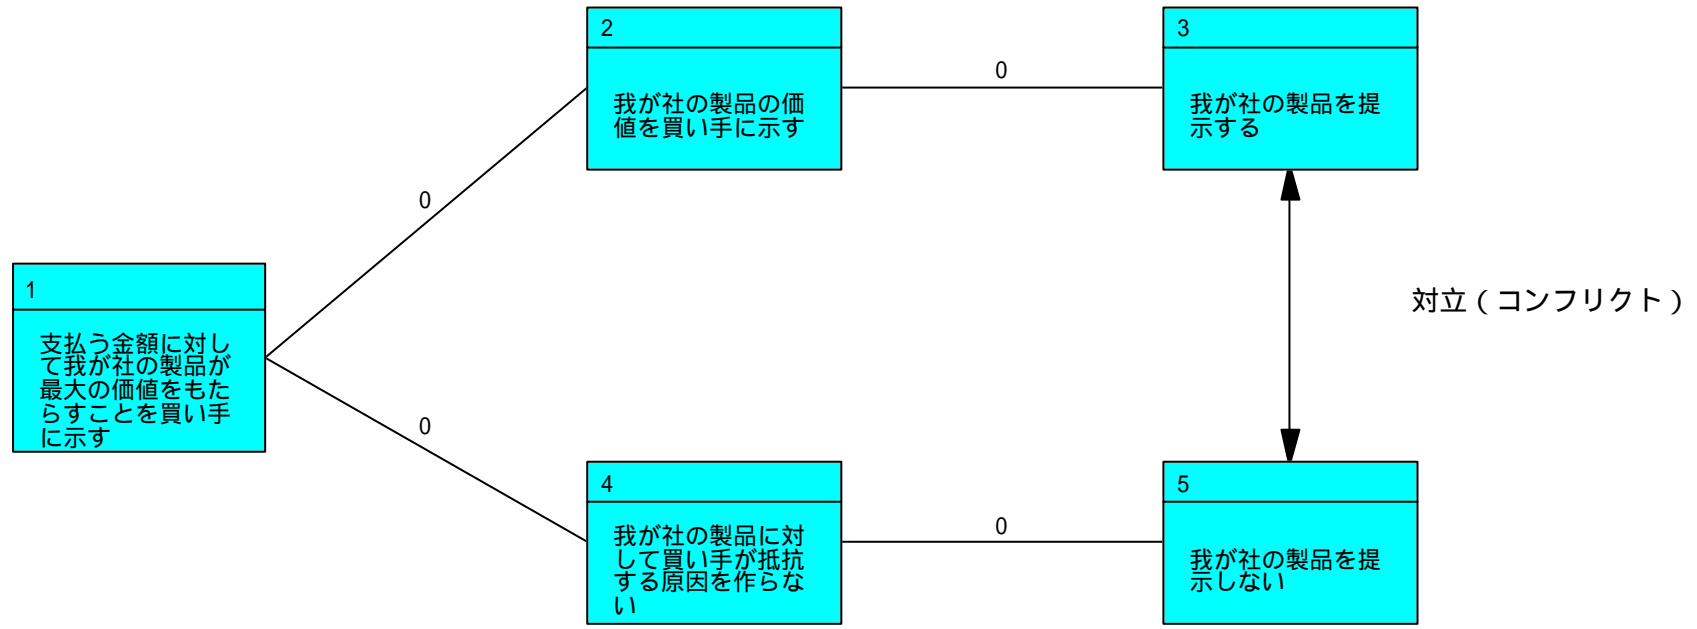 2
我が社の製品の価
値を買い手に示す
0
3
我が社の製品を提
示する
0
1
支払う金額に対し
て我が社の製品が
最大の価値をもた
らすことを買い手
に示す
対立(コンフリクト)
0
4
我が社の製品に対
して買い手が抵抗
する原因を作らな
い
0
5
我が社の製品を提
示しない